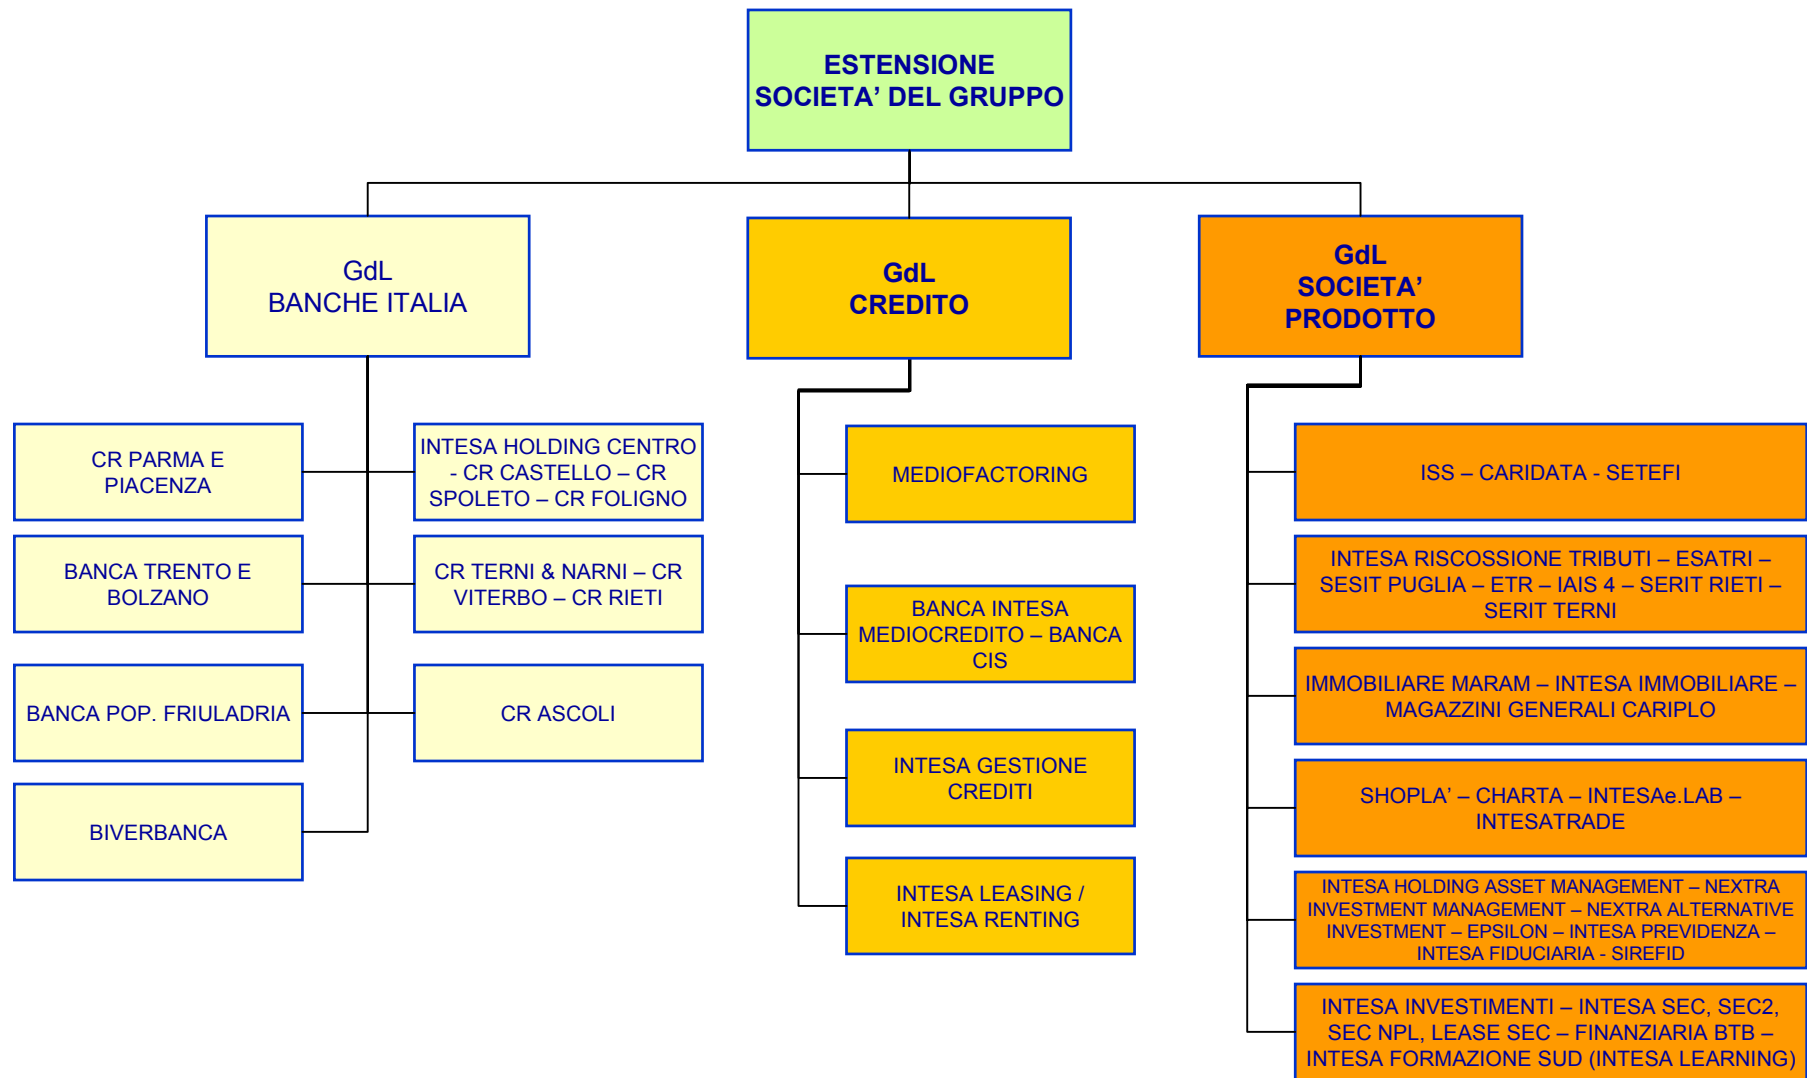 ESTENSIONE
SOCIETA’ DEL GRUPPO
GdL
BANCHE ITALIA
GdL
CREDITO
GdL
SOCIETA’
PRODOTTO
CR PARMA E
PIACENZA
INTESA HOLDING CENTRO
- CR CASTELLO – CR
SPOLETO – CR FOLIGNO
BANCA TRENTO E
BOLZANO
CR TERNI & NARNI – CR
VITERBO – CR RIETI
BANCA POP. FRIULADRIA
CR ASCOLI
BIVERBANCA
MEDIOFACTORING
BANCA INTESA
MEDIOCREDITO – BANCA
CIS
INTESA GESTIONE
CREDITI
INTESA LEASING /
INTESA RENTING
ISS – CARIDATA - SETEFI
INTESA RISCOSSIONE TRIBUTI – ESATRI –
SESIT PUGLIA – ETR – IAIS 4 – SERIT RIETI –
SERIT TERNI
IMMOBILIARE MARAM – INTESA IMMOBILIARE –
MAGAZZINI GENERALI CARIPLO
SHOPLA’ – CHARTA – INTESAe.LAB –
INTESATRADE
INTESA HOLDING ASSET MANAGEMENT – NEXTRA
INVESTMENT MANAGEMENT – NEXTRA ALTERNATIVE
INVESTMENT – EPSILON – INTESA PREVIDENZA –
INTESA FIDUCIARIA - SIREFID
INTESA INVESTIMENTI – INTESA SEC, SEC2,
SEC NPL, LEASE SEC – FINANZIARIA BTB –
INTESA FORMAZIONE SUD (INTESA LEARNING)